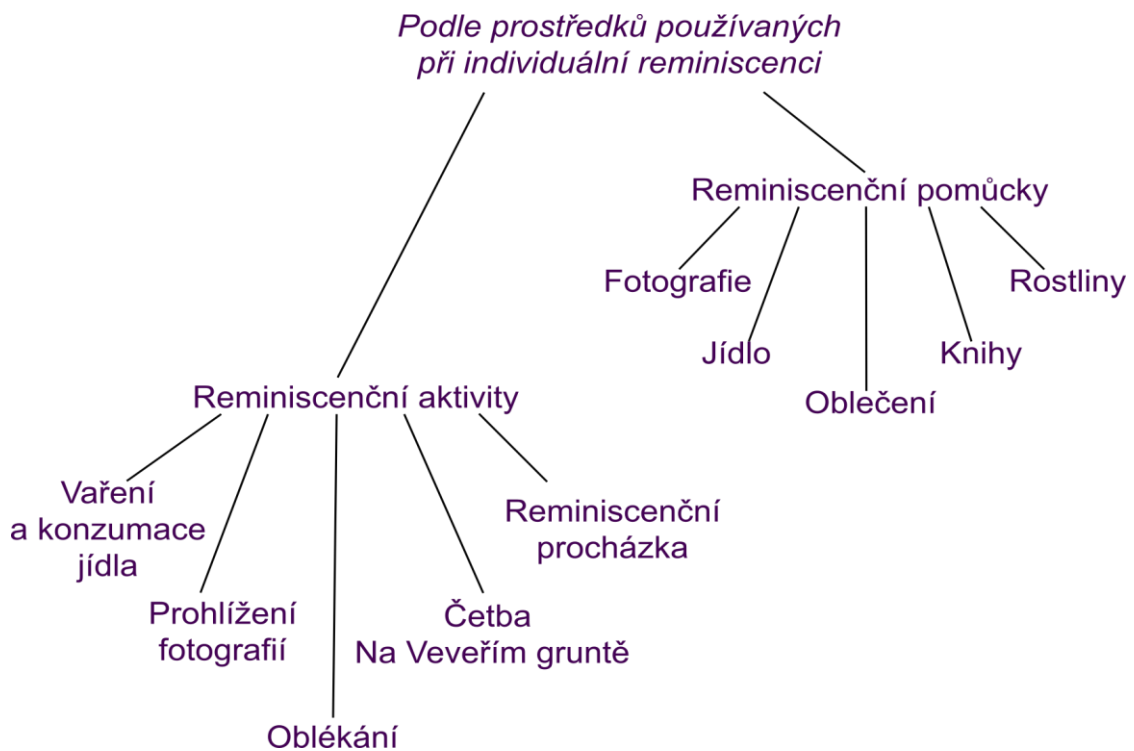 Podle prostředků používaných
při individuální reminiscenci
Reminiscenční pomůcky
Fotografie
Rostliny
Jídlo
Knihy
Oblečení
Reminiscenční aktivity
Vaření
a konzumace
jídla
Reminiscenční
procházka
Prohlížení
fotografií
Četba
Na Veveřím gruntě
Oblékání